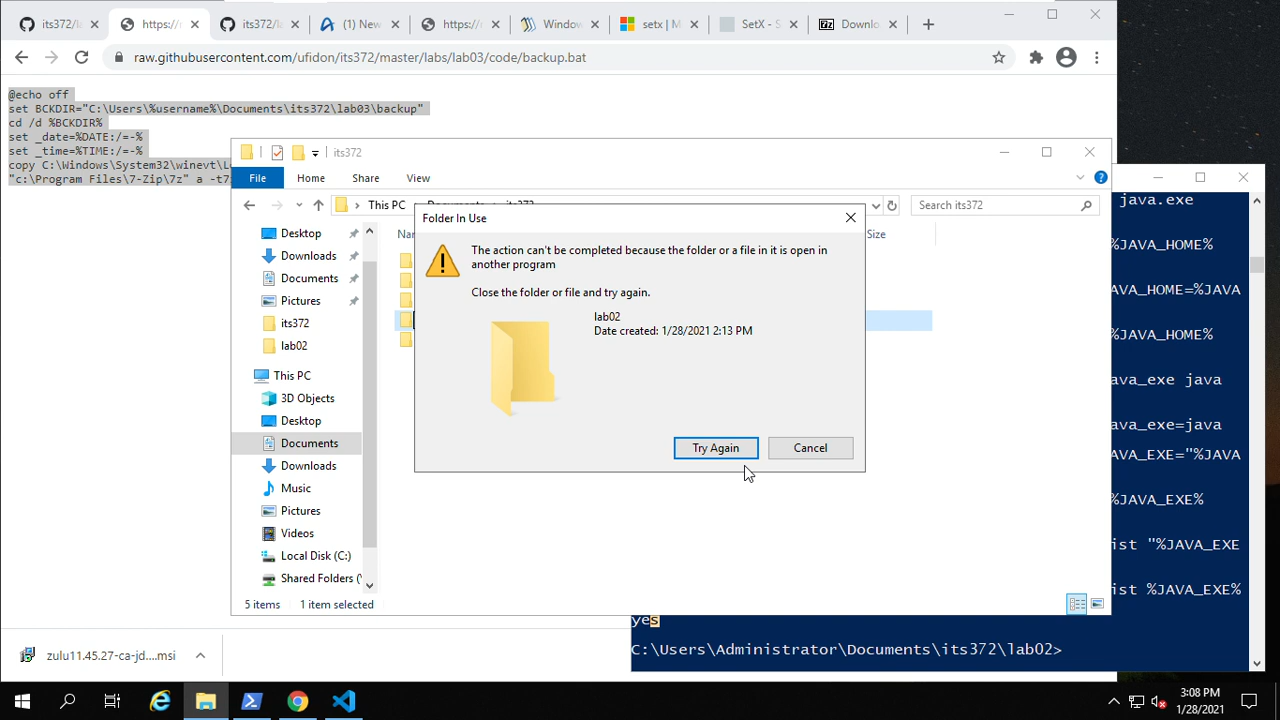 its372/la
https://r
its372/la
(1) New
https://r
Window
setx | M
SetX - S
7z Downlo
raw.githubusercontent.com/ufidon/its372/master/labs/lab03/code/backup.bat
@echo off
set BCKDIR="C:\Users\%username%\Documents\its372\lab03\backup"
cd /d %BCKDIR%
set _date=%DATE:/=-%
set _time=%TIME:/=-%
copy C:\Windows\System32\winevt\L
"c:\Program Files\7-Zip\7z" a -t7
its372
File Home Share View
This PC
Search its372
Size
Desktop
Downloads
Documents
Pictures
its372
lab02
This PC
3D Objects
Desktop
Documents
Downloads
Music
Pictures
Videos
Local Disk (C:)
Shared Folders (
5 items 1 item selected
Folder In Use
The action can't be completed because the folder or a file in it is open in
another program
Close the folder or file and try again.
lab02
Date created: 1/28/2021 2:13 PM
Try Again Cancel
java.exe
%JAVA_HOME%
AVA_HOME=%JAVA
%JAVA_HOME%
ava_exe java
ava_exe=java
AVA_EXE="%JAVA
%JAVA_EXE%
ist "%JAVA_EXE
ist %JAVA_EXE%
yes
C:\Users\Administrator\Documents\its372\lab02>
zulu11.45.27-ca-jd....msi
3:08 PM
1/28/2021